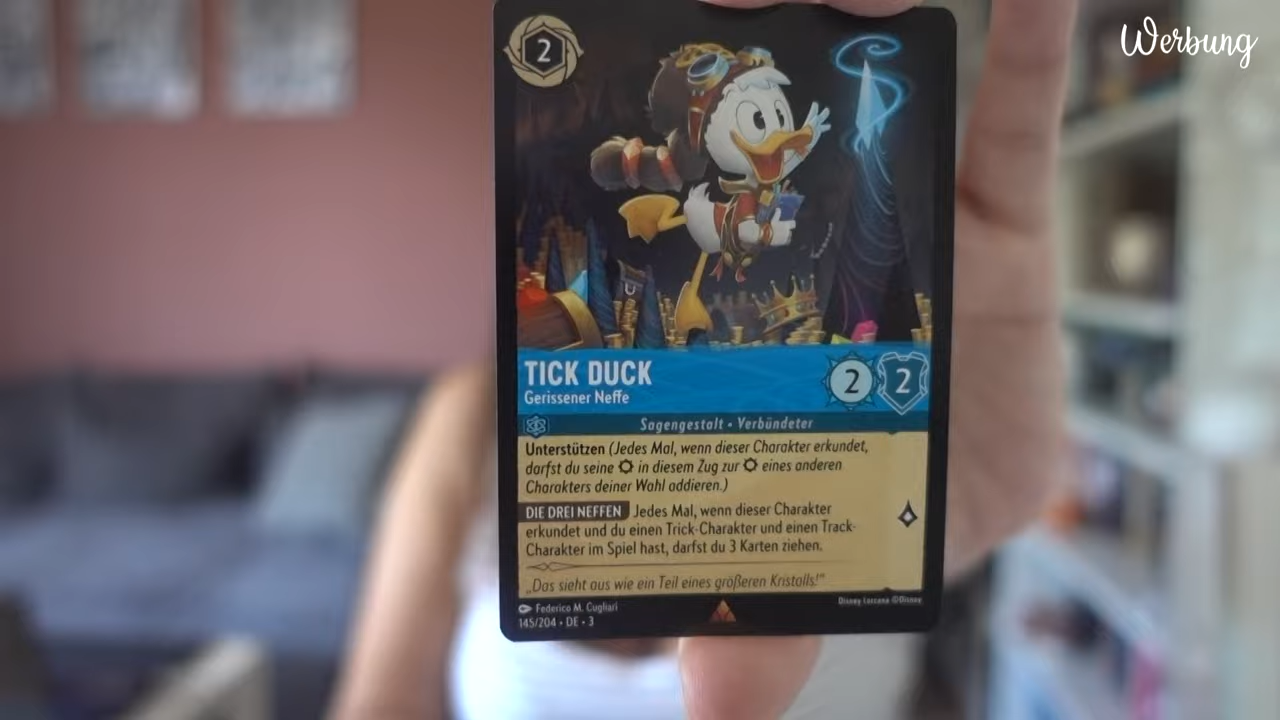 Werbung
2
TICK DUCK
Gerissener Neffe
2 2
Sagengestalt • Verbündeter
Unterstützen (Jedes Mal, wenn dieser Charakter erkundet,
darfst du seine in diesem Zug zur eines anderen
Charakters deiner Wahl addieren.)
DIE DREI NEFFEN Jedes Mal, wenn dieser Charakter
erkundet und du einen Trick-Charakter und einen Track-
Charakter im Spiel hast, darfst du 3 Karten ziehen.
„Das sieht aus wie ein Teil eines größeren Kristalls!“
Federico M. Cugliari
Disney Lorcana ©Disney
145/204 • DE • 3